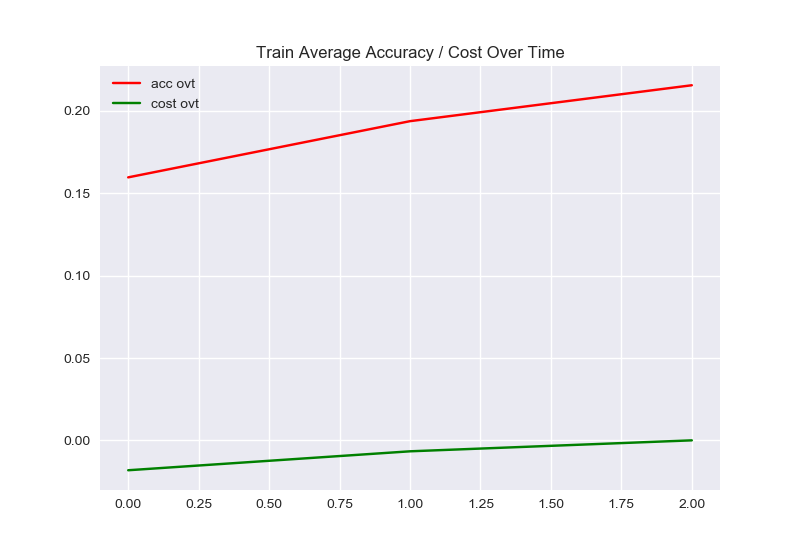 Train Average Accuracy / Cost Over Time
acc ovt
cost ovt
0.20
0.15
0.10
0.05
0.00
0.00 0.25 0.50 0.75 1.00 1.25 1.50 1.75 2.00